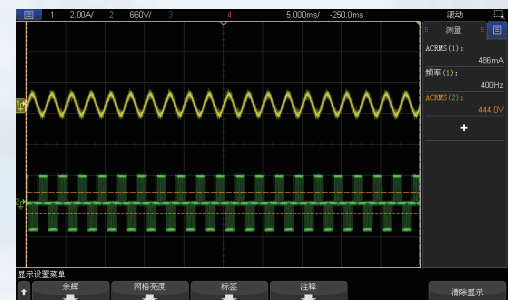 1 2.00A/ 2 660V/ 3 4 5.000ms/ -250.0ms 滚动
测量
ACRMS(1):
486mA
频率(1):
400Hz
ACRMS(2):
444.0V
显示设置菜单
余辉 网格亮度 标签 注释 清除显示